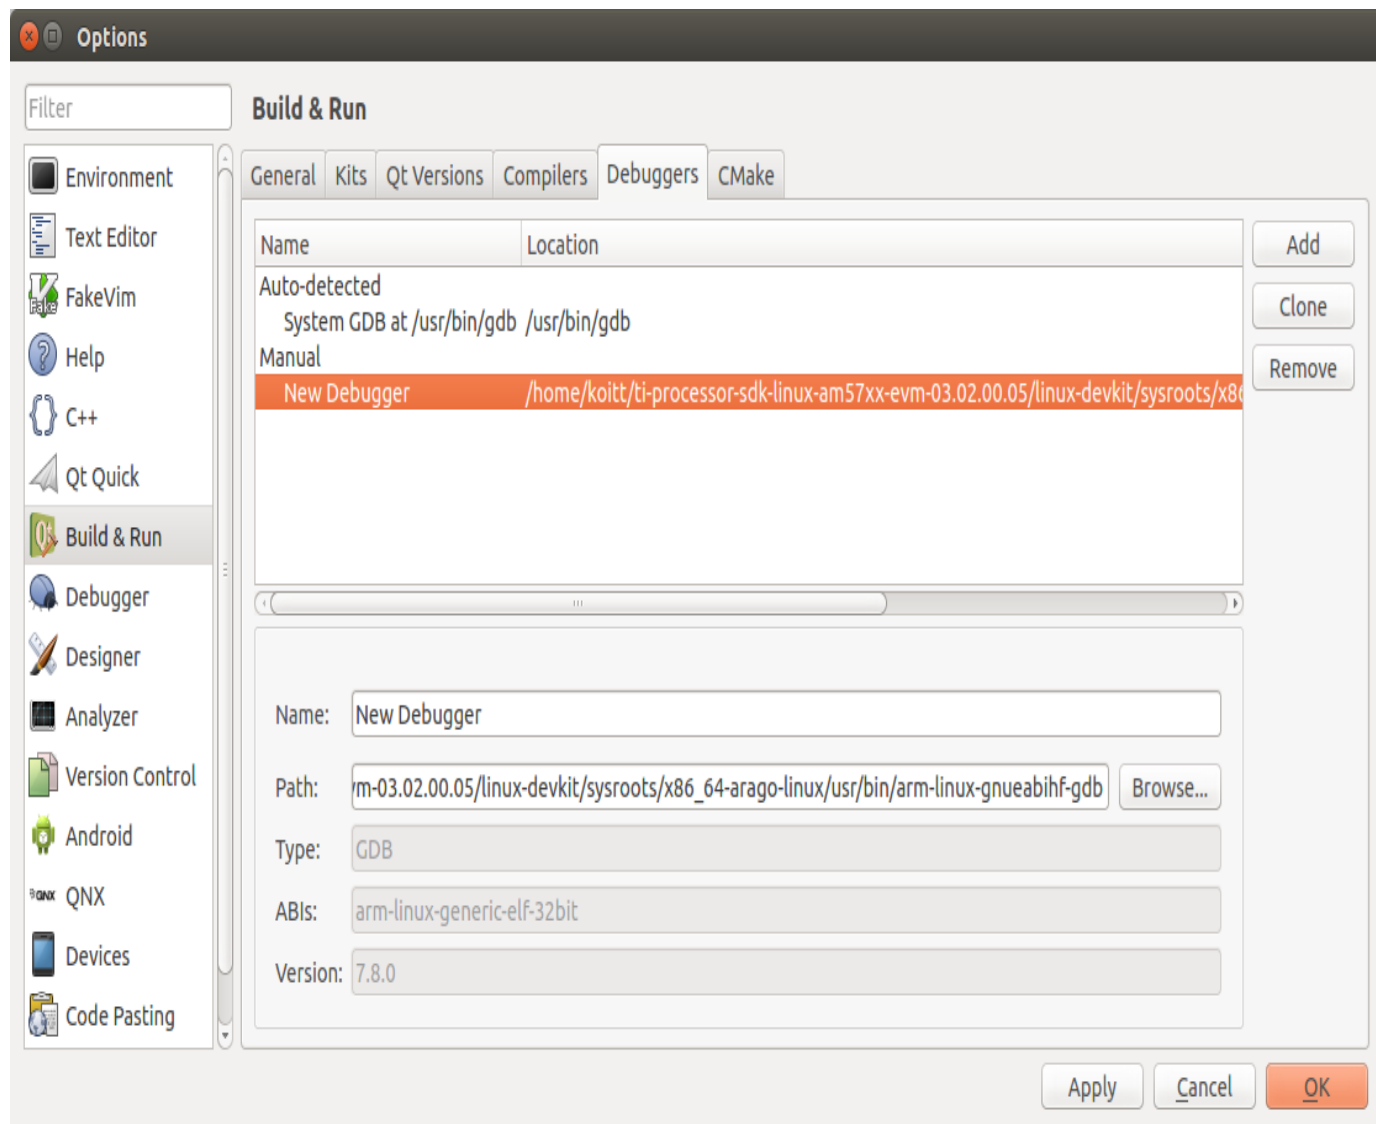 Options
Filter
Build & Run
Environment
Text Editor
FakeVim
Help
C++
Qt Quick
Build & Run
Debugger
Designer
Analyzer
Version Control
Android
QNX
Devices
Code Pasting
General Kits Qt Versions Compilers Debuggers CMake
Name Location
Auto-detected
System GDB at /usr/bin/gdb /usr/bin/gdb
Manual
New Debugger /home/koitt/ti-processor-sdk-linux-am57xx-evm-03.02.00.05/linux-devkit/sysroots/x86
Add
Clone
Remove
Name: New Debugger
Path: vm-03.02.00.05/linux-devkit/sysroots/x86_64-arago-linux/usr/bin/arm-linux-gnueabihf-gdb Browse...
Type: GDB
ABIs: arm-linux-generic-elf-32bit
Version: 7.8.0
Apply Cancel OK